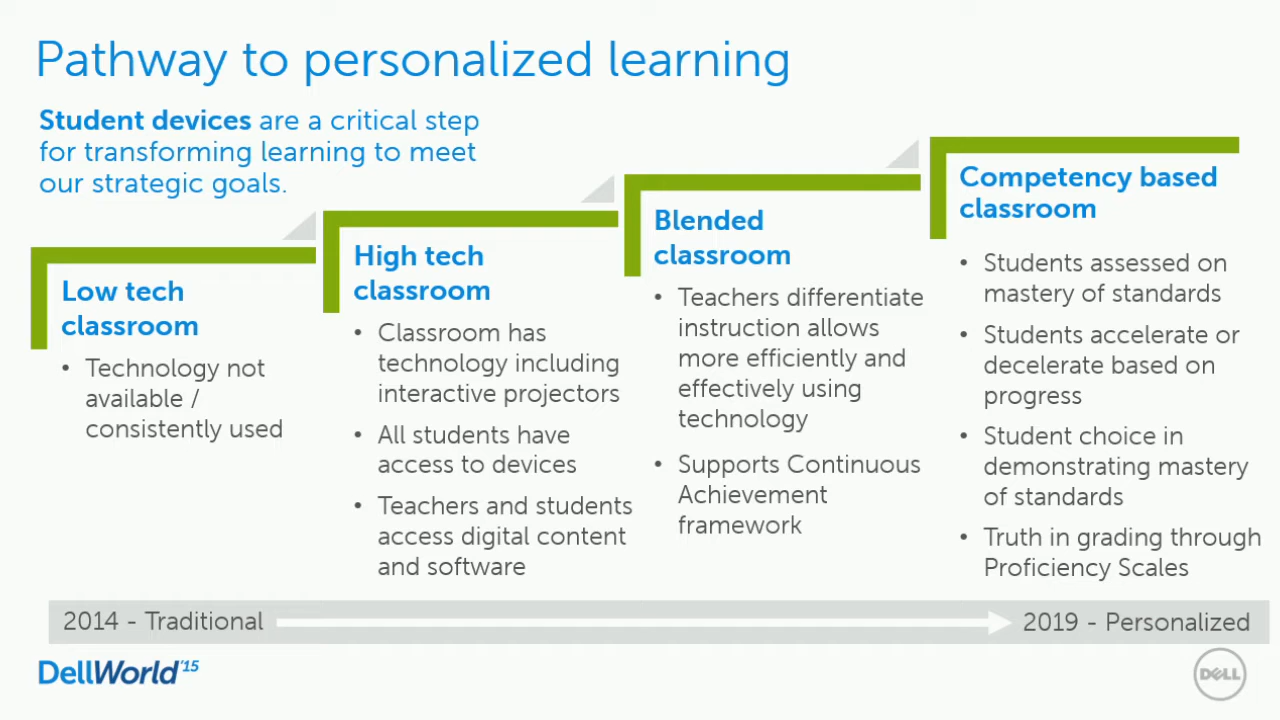 Pathway to personalized learning
Student devices are a critical step
for transforming learning to meet
our strategic goals.
Low tech
classroom
• Technology not
available /
consistently used
High tech
classroom
• Classroom has
technology including
interactive projectors
• All students have
access to devices
• Teachers and students
access digital content
and software
Blended
classroom
• Teachers differentiate
instruction allows
more efficiently and
effectively using
technology
• Supports Continuous
Achievement
framework
Competency based
classroom
• Students assessed on
mastery of standards
• Students accelerate or
decelerate based on
progress
• Student choice in
demonstrating mastery
of standards
• Truth in grading through
Proficiency Scales
2014 - Traditional
2019 - Personalized
DellWorld'15
DELL